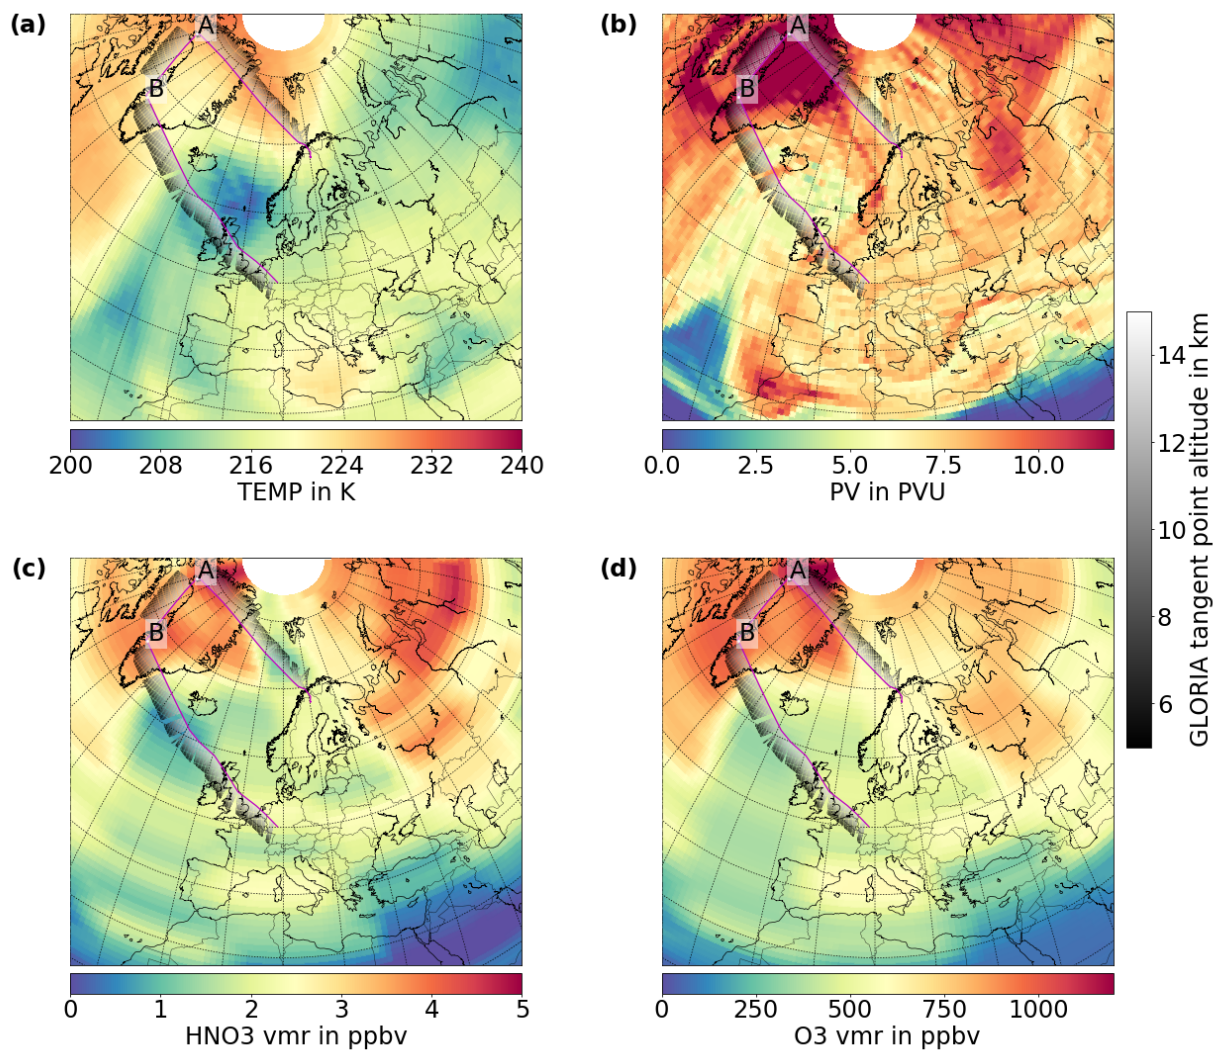 (a)
A
B
200 208 216 224 232 240
TEMP in K
(b)
A
B
0.0 2.5 5.0 7.5 10.0
PV in PVU
(c)
A
B
0 1 2 3 4 5
HNO3 vmr in ppbv
(d)
A
B
0 250 500 750 1000
O3 vmr in ppbv
14
12
10
8
6
GLORIA tangent point altitude in km